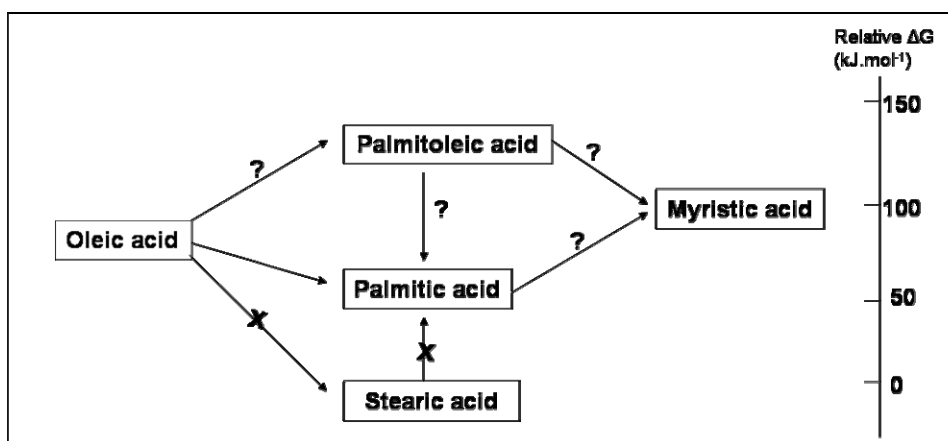 Relative ΔG
(kJ.mol-1)
150
Palmitoleic acid
?
?
?
100
Myristic acid
Oleic acid
?
Palmitic acid
50
X
X
0
Stearic acid